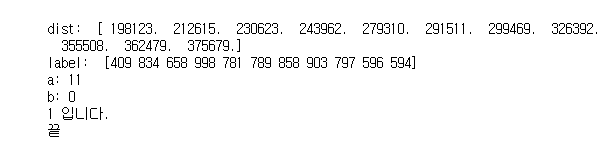 dist: [ 198123. 212615. 230623. 243962. 279310. 291511. 299469. 326392.
355508. 362479. 375679.]
label: [409 834 658 998 781 789 858 903 797 596 594]
a: 11
b: 0
1 입니다.
끝